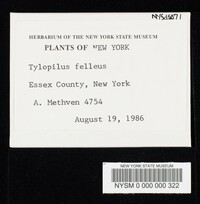 HERBARIUM OF THE NEW YORK STATE MUSEUM
PLANTS OF NEW YORK
Tylopilus felleus
Essex County, New York
A. Methven 4754
August 19, 1986
NEW YORK STATE MUSEUM
NYSM 0 000 000 322